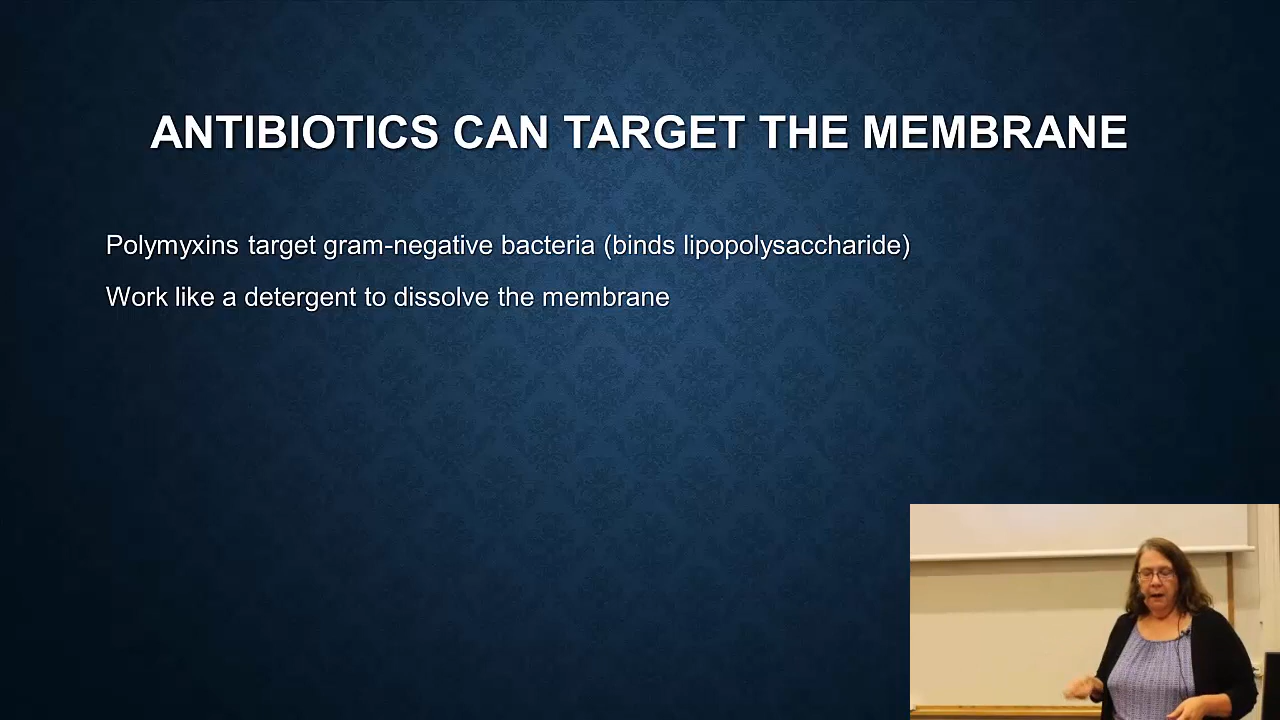 ANTIBIOTICS CAN TARGET THE MEMBRANE
Polymyxins target gram-negative bacteria (binds lipopolysaccharide)
Work like a detergent to dissolve the membrane